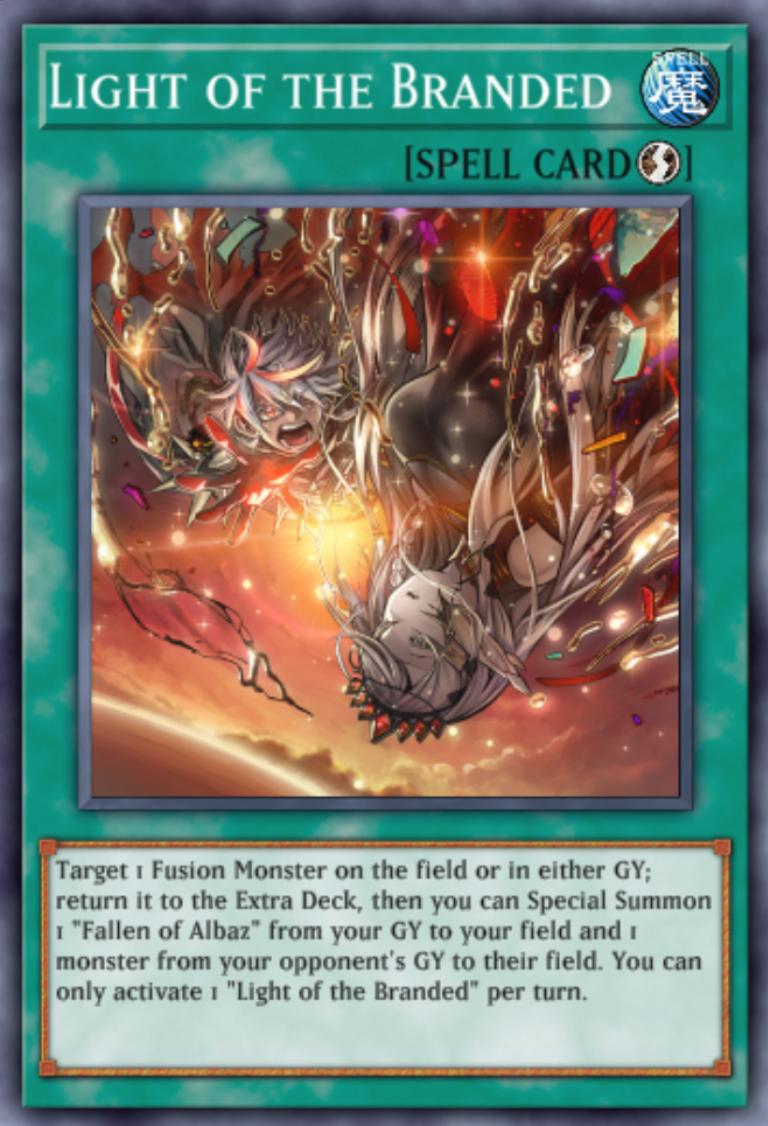 Light of the Branded
SPELL
魔
[SPELL CARD]
Target 1 Fusion Monster on the field or in either GY;
return it to the Extra Deck, then you can Special Summon
1 "Fallen of Albaz" from your GY to your field and 1
monster from your opponent's GY to their field. You can
only activate 1 "Light of the Branded" per turn.